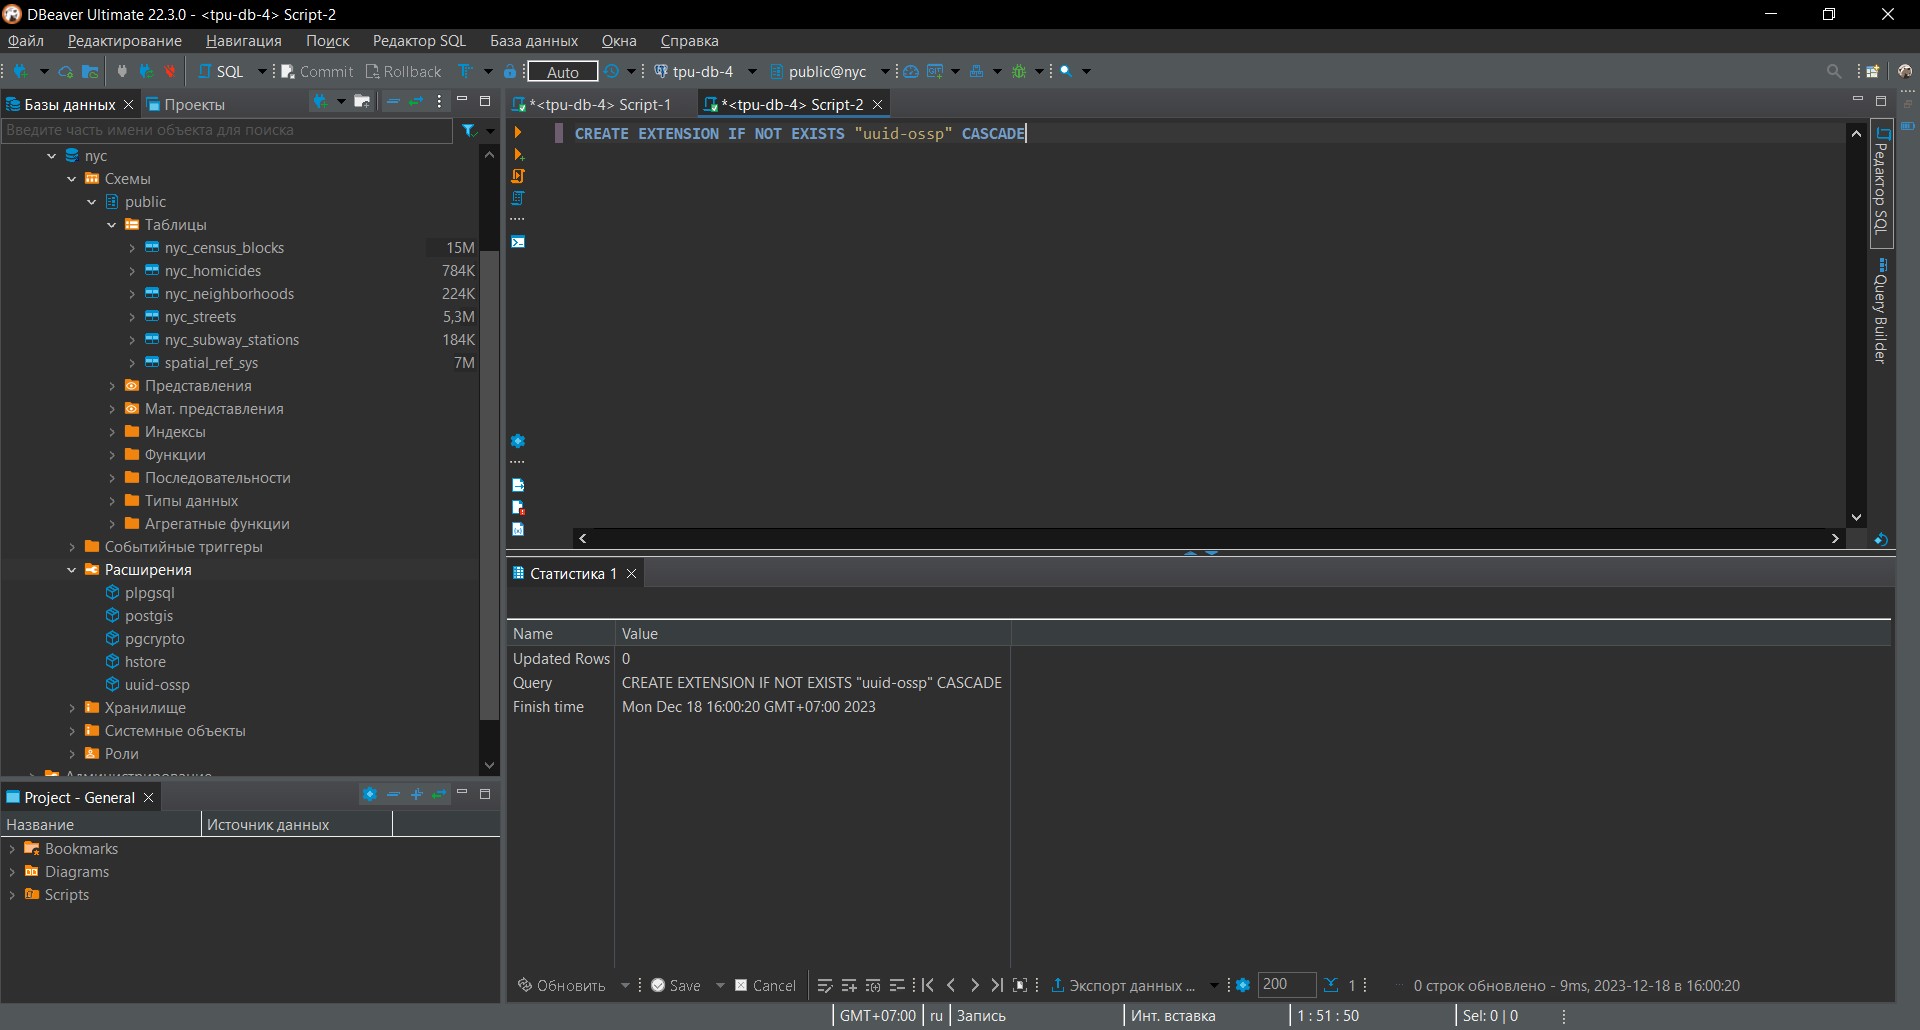 DBeaver Ultimate 22.3.0 - <tpu-db-4> Script-2
Файл Редактирование Навигация Поиск Редактор SQL База данных Окна Справка
SQL Commit Rollback Auto tpu-db-4 public@nyc
Базы данных Проекты
Введите часть имени объекта для поиска
nyc
Схемы
public
Таблицы
nyc_census_blocks 15M
nyc_homicides 784K
nyc_neighborhoods 224K
nyc_streets 5,3M
nyc_subway_stations 184K
spatial_ref_sys 7M
Представления
Мат. представления
Индексы
Функции
Последовательности
Типы данных
Агрегатные функции
Событийные триггеры
Расширения
plpgsql
postgis
pgcrypto
hstore
uuid-ossp
Хранилище
Системные объекты
Роли
Администрирование
Project - General
Название Источник данных
Bookmarks
Diagrams
Scripts
*<tpu-db-4> Script-1 *<tpu-db-4> Script-2
CREATE EXTENSION IF NOT EXISTS "uuid-ossp" CASCADE
Редактор SQL
Query Builder
Статистика 1
Name Value
Updated Rows 0
Query CREATE EXTENSION IF NOT EXISTS "uuid-ossp" CASCADE
Finish time Mon Dec 18 16:00:20 GMT+07:00 2023
Обновить Save Cancel Экспорт данных ... 200 1 0 строк обновлено - 9ms, 2023-12-18 в 16:00:20
GMT+07:00 ru Запись Инт. вставка 1 : 51 : 50 Sel: 0 | 0